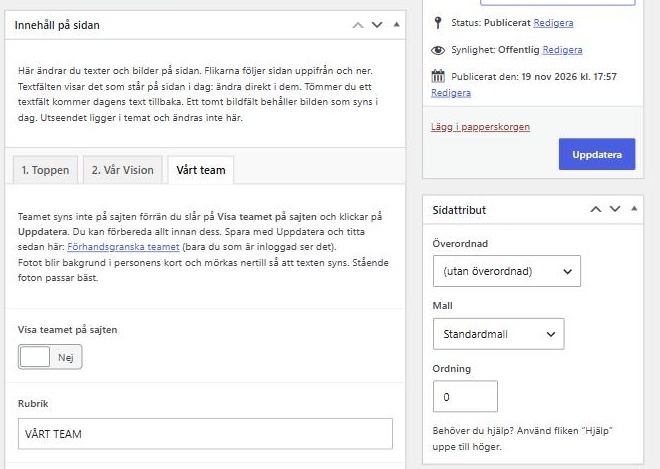 Innehåll på sidan
Här ändrar du texter och bilder på sidan. Flikarna följer sidan uppifrån och ner.
Textfälten visar det som står på sidan i dag: ändra direkt i dem. Tömmer du ett
textfält kommer dagens text tillbaka. Ett tomt bildfält behåller bilden som syns i
dag. Utseendet ligger i temat och ändras inte här.
1. Toppen
2. Vår Vision
Vårt team
Teamet syns inte på sajten förrän du slår på Visa teamet på sajten och klickar på
Uppdatera. Du kan förbereda allt innan dess. Spara med Uppdatera och titta
sedan här: Förhandsgranska teamet (bara du som är inloggad ser det).
Fotot blir bakgrund i personens kort och mörkas nertill så att texten syns. Stående
foton passar bäst.
Visa teamet på sajten
Nej
Rubrik
VÅRT TEAM
Status: Publicerat Redigera
Synlighet: Offentlig Redigera
Publicerat den: 19 nov 2026 kl. 17:57
Redigera
Lägg i papperskorgen
Uppdatera
Sidattribut
Överordnad
(utan överordnad)
Mall
Standardmall
Ordning
0
Behöver du hjälp? Använd fliken ”Hjälp”
uppe till höger.